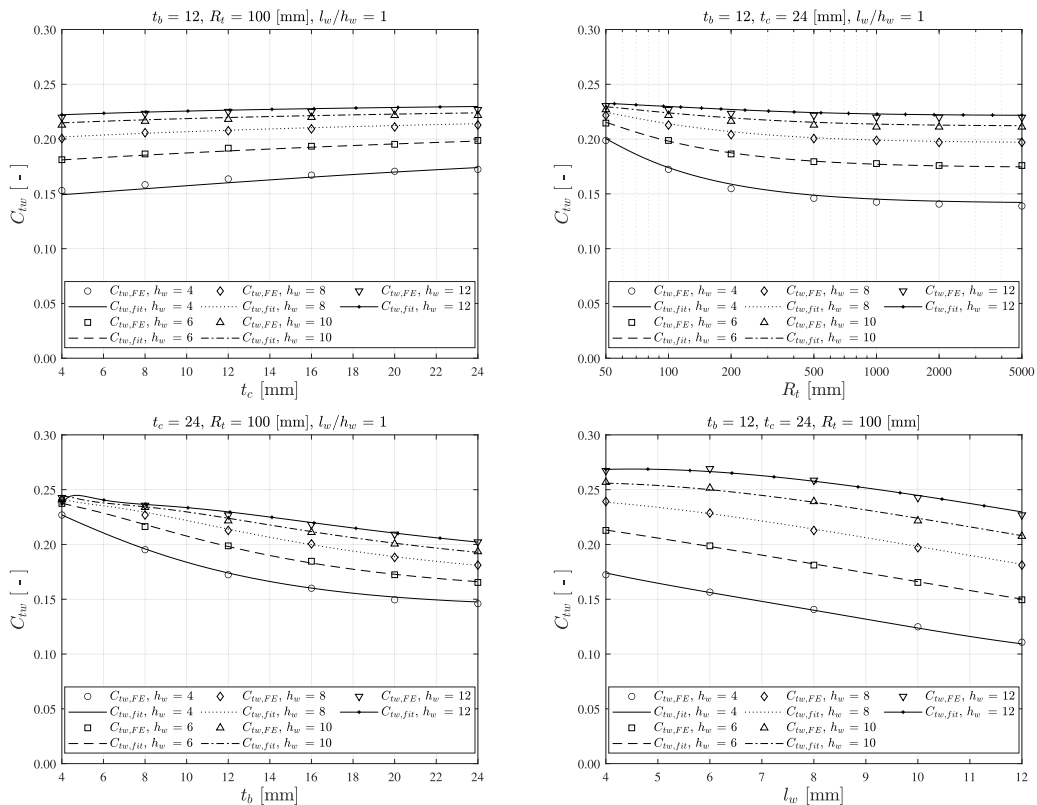 t_b = 12, R_t = 100 [mm], l_w/h_w = 1
0.30
0.25
0.20
0.15
0.10
0.05
0.00
C_tw [ - ]
C_tw,FE, h_w = 4
C_tw,fit, h_w = 4
C_tw,FE, h_w = 6
C_tw,fit, h_w = 6
C_tw,FE, h_w = 8
C_tw,fit, h_w = 8
C_tw,FE, h_w = 10
C_tw,fit, h_w = 10
C_tw,FE, h_w = 12
C_tw,fit, h_w = 12
4 6 8 10 12 14 16 18 20 22 24
t_c [mm]
t_b = 12, t_c = 24 [mm], l_w/h_w = 1
0.30
0.25
0.20
0.15
0.10
0.05
0.00
C_tw [ - ]
C_tw,FE, h_w = 4
C_tw,fit, h_w = 4
C_tw,FE, h_w = 6
C_tw,fit, h_w = 6
C_tw,FE, h_w = 8
C_tw,fit, h_w = 8
C_tw,FE, h_w = 10
C_tw,fit, h_w = 10
C_tw,FE, h_w = 12
C_tw,fit, h_w = 12
50 100 200 500 1000 2000 5000
R_t [mm]
t_c = 24, R_t = 100 [mm], l_w/h_w = 1
0.30
0.25
0.20
0.15
0.10
0.05
0.00
C_tw [ - ]
C_tw,FE, h_w = 4
C_tw,fit, h_w = 4
C_tw,FE, h_w = 6
C_tw,fit, h_w = 6
C_tw,FE, h_w = 8
C_tw,fit, h_w = 8
C_tw,FE, h_w = 10
C_tw,fit, h_w = 10
C_tw,FE, h_w = 12
C_tw,fit, h_w = 12
4 6 8 10 12 14 16 18 20 22 24
t_b [mm]
t_b = 12, t_c = 24, R_t = 100 [mm]
0.30
0.25
0.20
0.15
0.10
0.05
0.00
C_tw [ - ]
C_tw,FE, h_w = 4
C_tw,fit, h_w = 4
C_tw,FE, h_w = 6
C_tw,fit, h_w = 6
C_tw,FE, h_w = 8
C_tw,fit, h_w = 8
C_tw,FE, h_w = 10
C_tw,fit, h_w = 10
C_tw,FE, h_w = 12
C_tw,fit, h_w = 12
4 5 6 7 8 9 10 11 12
l_w [mm]